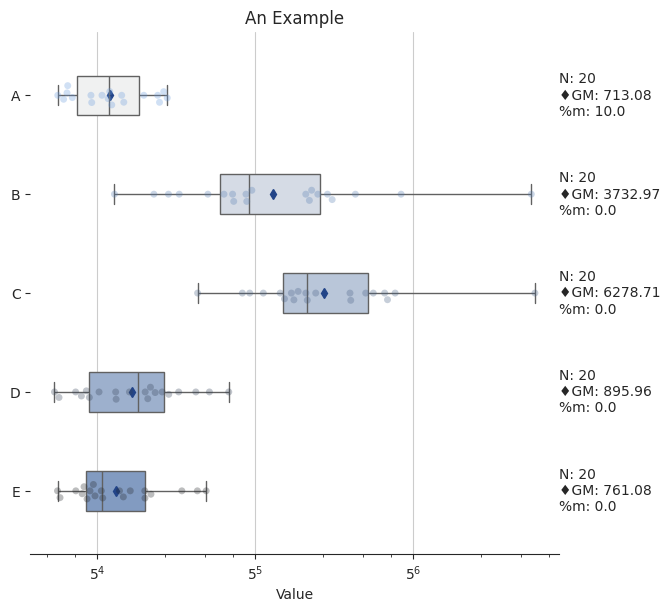 An Example
A
N: 20
♦GM: 713.08
%m: 10.0
B
N: 20
♦GM: 3732.97
%m: 0.0
C
N: 20
♦GM: 6278.71
%m: 0.0
D
N: 20
♦GM: 895.96
%m: 0.0
E
N: 20
♦GM: 761.08
%m: 0.0
5⁴ 5⁵ 5⁶
Value